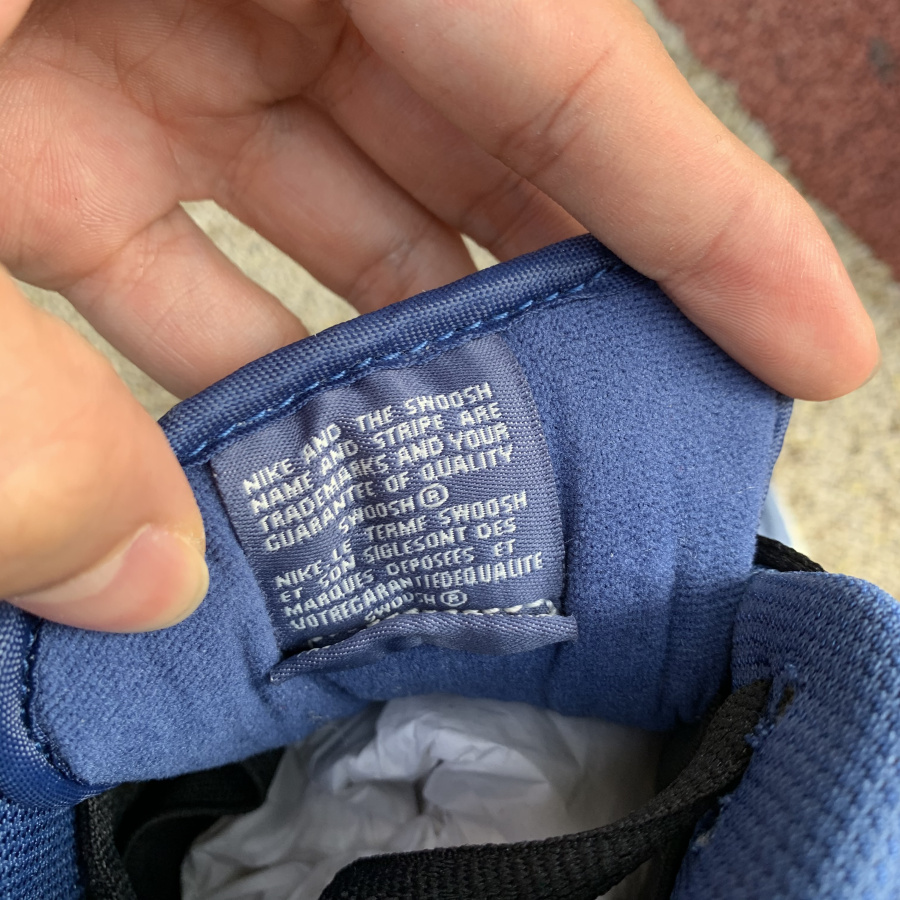 NIKE AND THE SWOOSH
NAME AND STRIPE ARE
TRADEMARKS AND YOUR
GUARANTEE OF QUALITY
SWOOSH ®
NIKE, LE TERME SWOOSH
ET SON SIGLESONT DES
MARQUES DEPOSEES ET
VOTREGARANTIEDEQUALITE
SWOOSH ®